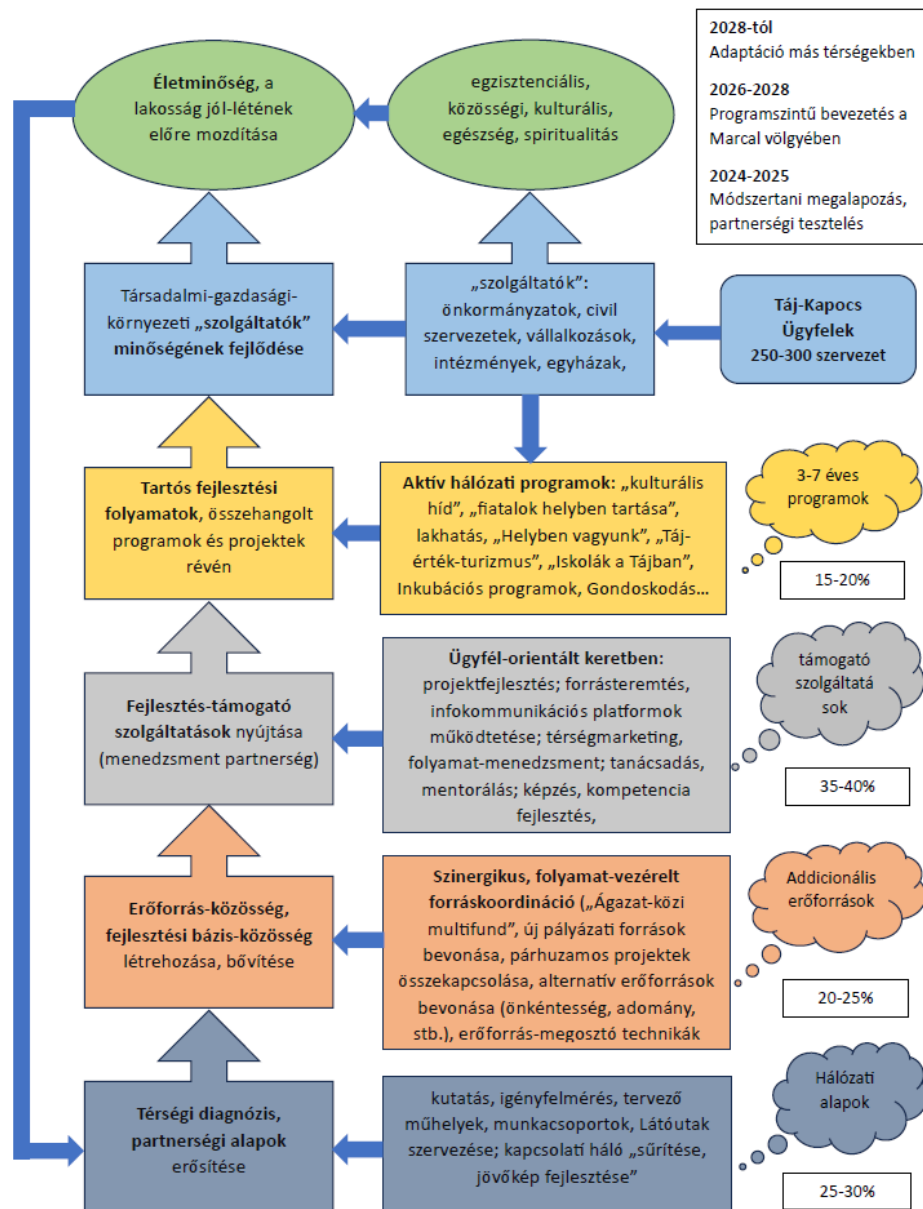 2028-tól
Adaptáció más térségekben
2026-2028
Programszintű bevezetés a
Marcal völgyében
2024-2025
Módszertani megalapozás,
partnerségi tesztelés
Életminőség, a
lakosság jól-létének
előre mozdítása
egzisztenciális,
közösségi, kulturális,
egészség, spiritualitás
Társadalmi-gazdasági-
környezeti „szolgáltatók”
minőségének fejlődése
„szolgáltatók”:
önkormányzatok, civil
szervezetek, vállalkozások,
intézmények, egyházak,
Táj-Kapocs
Ügyfelek
250-300 szervezet
Tartós fejlesztési
folyamatok, összehangolt
programok és projektek
révén
Aktív hálózati programok: „kulturális
híd”, „fiatalok helyben tartása”,
lakhatás, „Helyben vagyunk”, „Táj-
érték-turizmus”, „Iskolák a Tájban”,
Inkubációs programok, Gondoskodás...
3-7 éves
programok
15-20%
Fejlesztés-támogató
szolgáltatások nyújtása
(menedzsment partnerség)
Ügyfél-orientált keretben:
projektfejlesztés; forrásteremtés,
infokommunikációs platformok
működtetése; térségmarketing,
folyamat-menedzsment; tanácsadás,
mentorálás; képzés, kompetencia
fejlesztés,
támogató
szolgáltatá
sok
35-40%
Erőforrás-közösség,
fejlesztési bázis-közösség
létrehozása, bővítése
Szinergikus, folyamat-vezérelt
forráskoordináció („Ágazat-közi
multifund”, új pályázati források
bevonása, párhuzamos projektek
összekapcsolása, alternatív erőforrások
bevonása (önkéntesség, adomány,
stb.), erőforrás-megosztó technikák
Addicionális
erőforrások
20-25%
Térségi diagnózis,
partnerségi alapok
erősítése
kutatás, igényfelmérés, tervező
műhelyek, munkacsoportok, Látóutak
szervezése; kapcsolati háló „sűrítése,
jövőkép fejlesztése”
Hálózati
alapok
25-30%